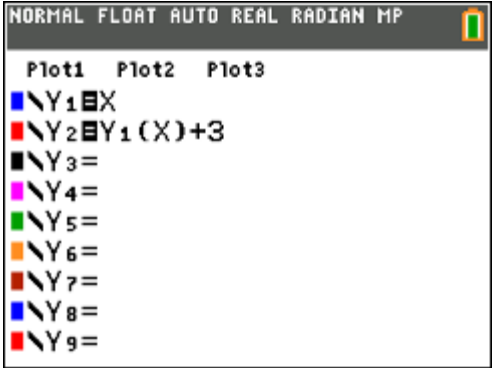 NORMAL FLOAT AUTO REAL RADIAN MP
Plot1 Plot2 Plot3
\Y₁=X
\Y₂=Y₁(X)+3
\Y₃=
\Y₄=
\Y₅=
\Y₆=
\Y₇=
\Y₈=
\Y₉=